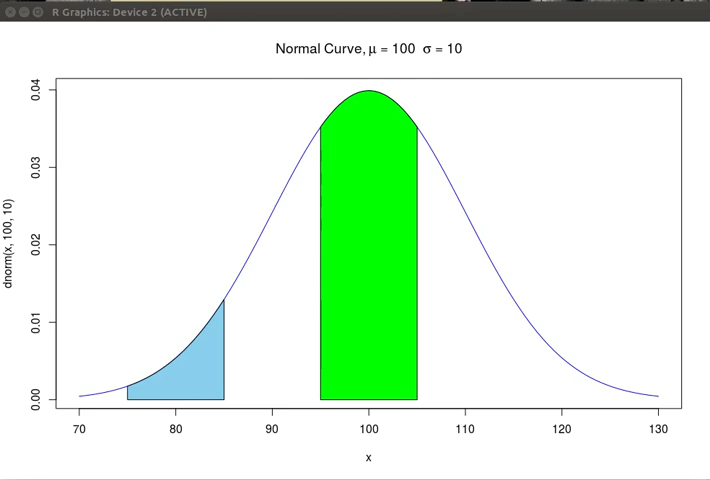 R Graphics: Device 2 (ACTIVE)
Normal Curve, μ = 100 σ = 10
dnorm(x, 100, 10)
0.04
0.03
0.02
0.01
0.00
70 80 90 100 110 120 130
x